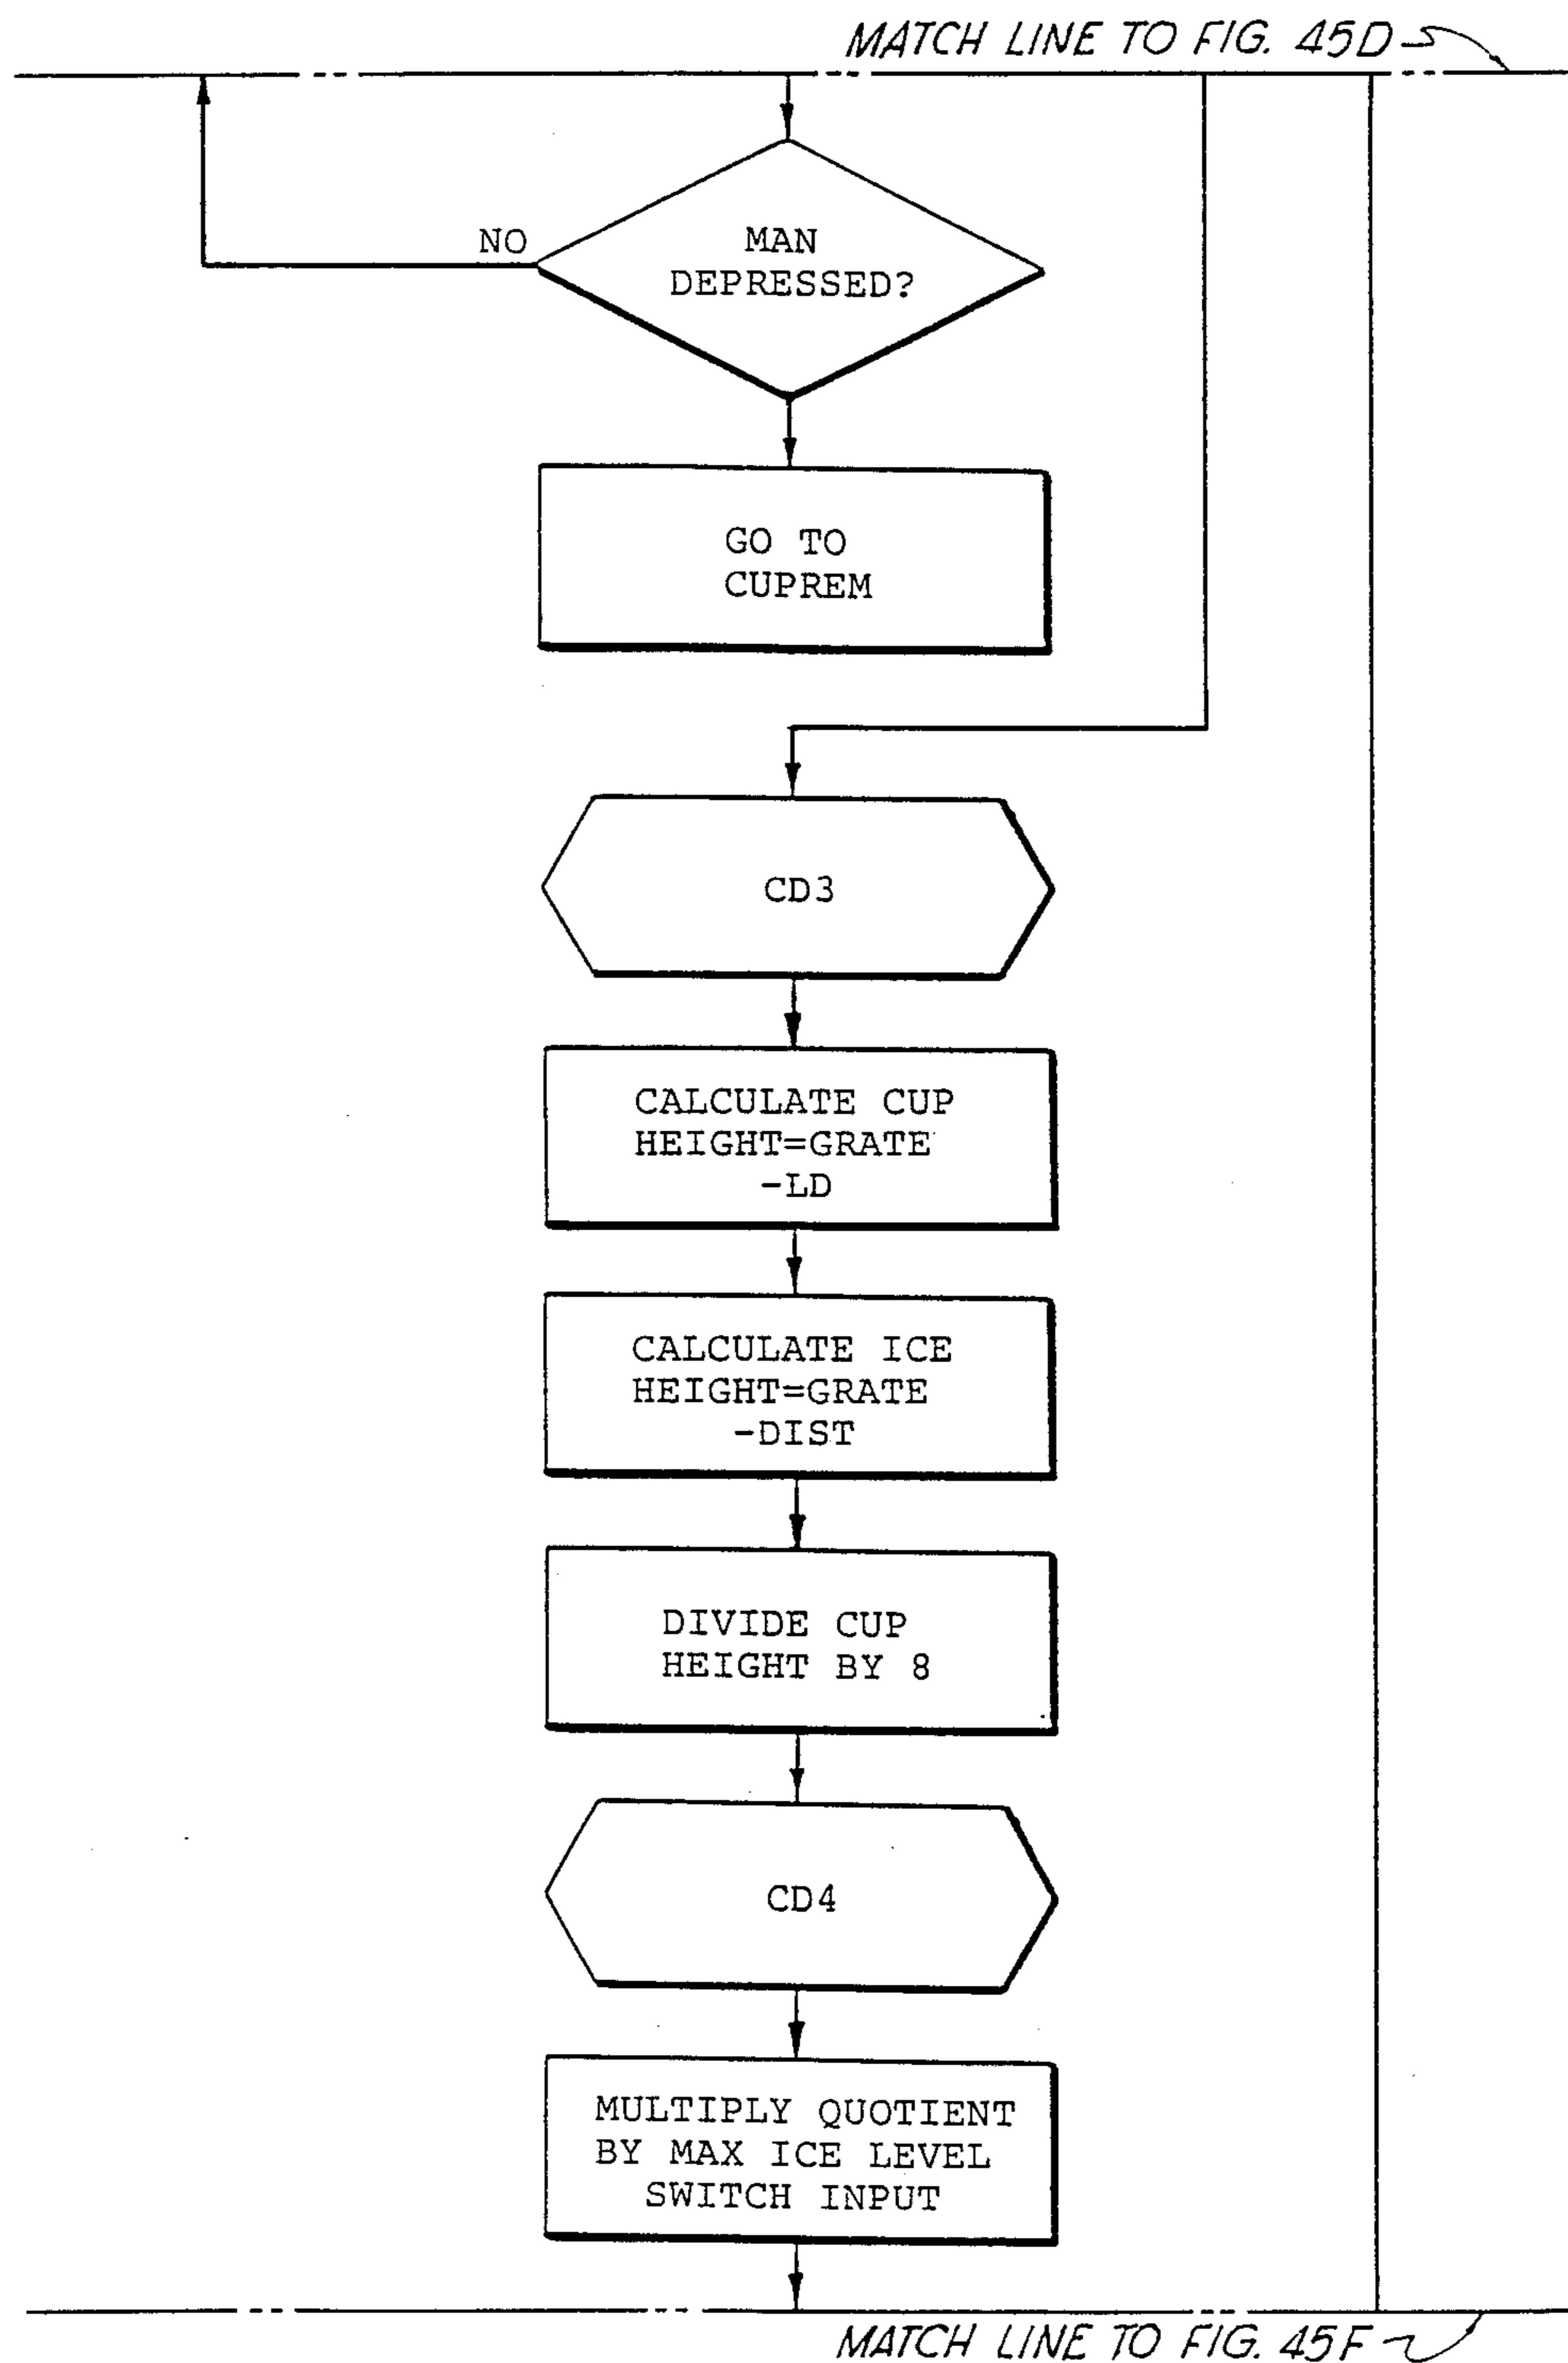 MATCH LINE TO FIG. 45D
NO
MAN
DEPRESSED?
GO TO
CUPREM
CD3
CALCULATE CUP
HEIGHT=GRATE
-LD
CALCULATE ICE
HEIGHT=GRATE
-DIST
DIVIDE CUP
HEIGHT BY 8
CD4
MULTIPLY QUOTIENT
BY MAX ICE LEVEL
SWITCH INPUT
MATCH LINE TO FIG. 45F